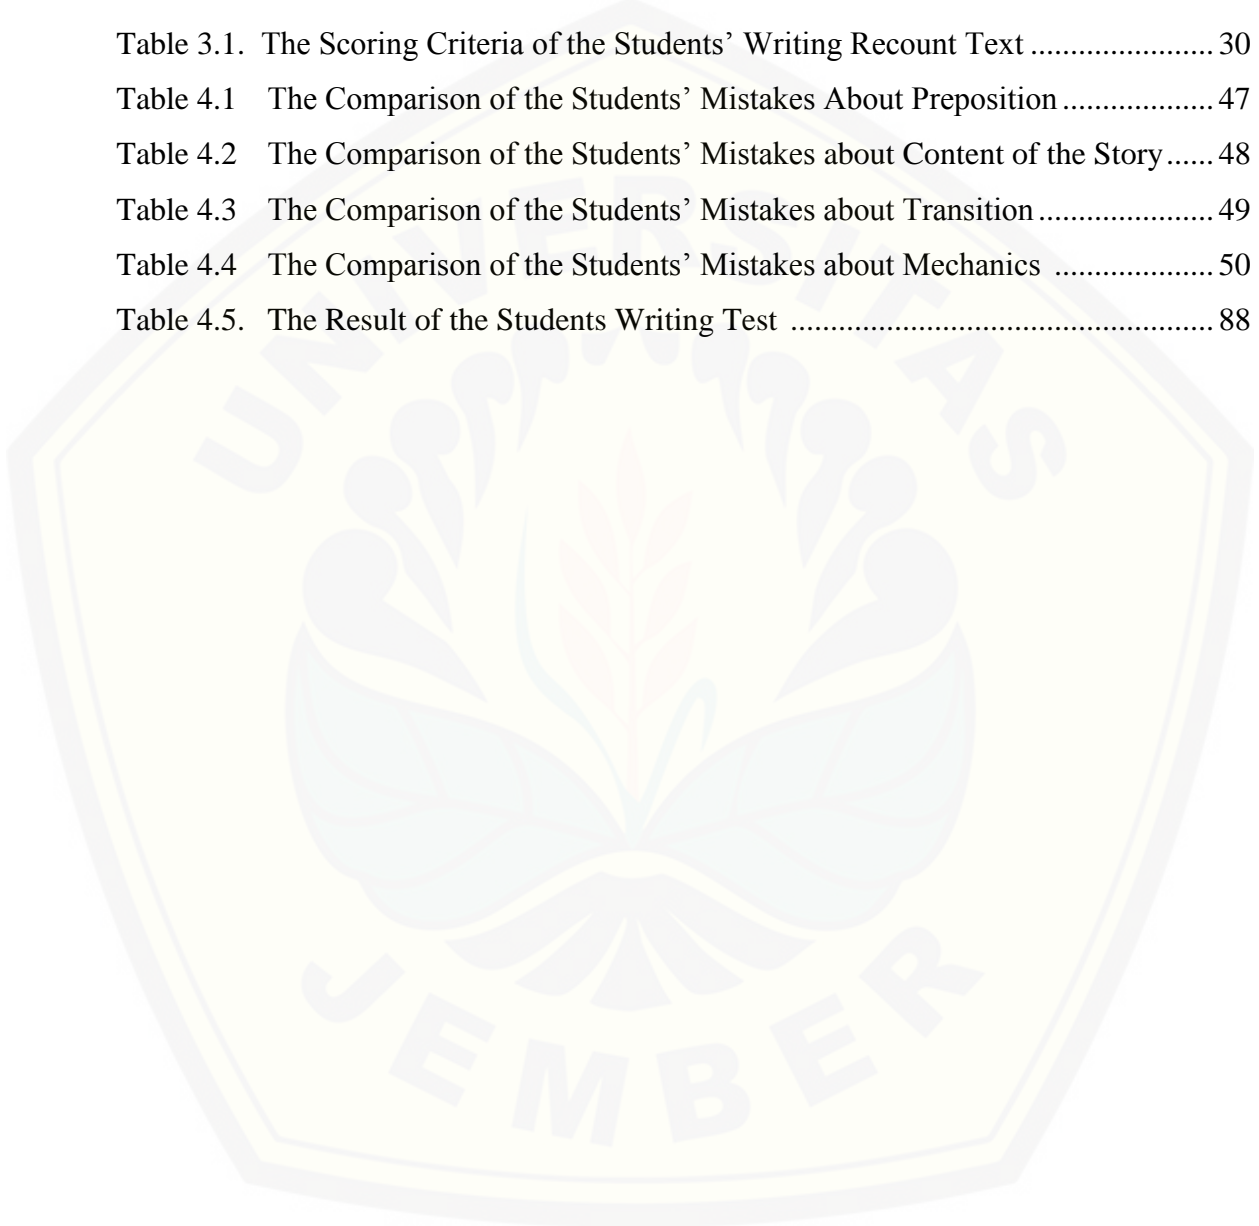 Table 3.1. The Scoring Criteria of the Students’ Writing Recount Text ....................... 30
Table 4.1 The Comparison of the Students’ Mistakes About Preposition ................... 47
Table 4.2 The Comparison of the Students’ Mistakes about Content of the Story ...... 48
Table 4.3 The Comparison of the Students’ Mistakes about Transition ...................... 49
Table 4.4 The Comparison of the Students’ Mistakes about Mechanics .................... 50
Table 4.5. The Result of the Students Writing Test ..................................................... 88
UNIVERSITAS
JEMBER